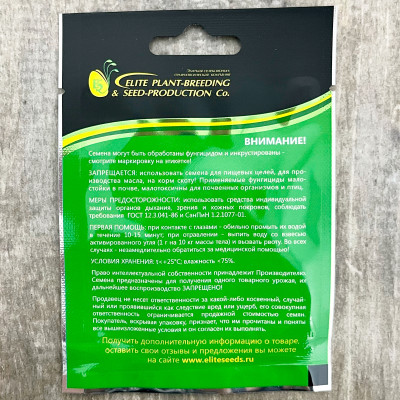 Элитная селекционно-
семеноводческая компания
ELITE PLANT-BREEDING
& SEED-PRODUCTION Co.
ВНИМАНИЕ!
Семена могут быть обработаны фунгицидом и инкрустированы -
смотрите маркировку на этикетке!
ЗАПРЕЩАЕТСЯ: использовать семена для пищевых целей, для про-
изводства масла, на корм скоту! Применяемые фунгициды мало-
стойки в почве, малотоксичны для почвенных организмов и птиц.
МЕРЫ ПРЕДОСТОРОЖНОСТИ: использовать средства индивидуальной
защиты органов дыхания, зрения и кожных покровов, соблюдать
требование ГОСТ 12.3.041-86 и СанПиН 1.2.1077-01.
ПЕРВАЯ ПОМОЩЬ: при контакте с глазами - обильно промыть их водой
в течение 10-15 минут, при отравлении – выпить воду со взвесью
активированного угля (1 г на 10 кг массы тела) и вызвать рвоту. Во всех
случаях - незамедлительно обратиться за медицинской помощью!
УСЛОВИЯ ХРАНЕНИЯ: t<+25°С; влажность <75%.
Право интеллектуальной собственности принадлежит Производителю.
Семена предназначены для получения одного товарного урожая, их
дальнейшее воспроизводство ЗАПРЕЩЕНО!
Продавец не несет ответственности за какой-либо косвенный, случай-
ный или проявившийся как следствие вред или ущерб, его совокупная
ответственность ограничивается продажной стоимостью семян.
Покупатель, вскрывая упаковку, признает, что им прочитаны и поняты
все вышеизложенные условия и он согласен их выполнять.
Получить дополнительную информацию о товаре,
оставить свои отзывы и предложения вы можете
на сайте www.eliteseeds.ru